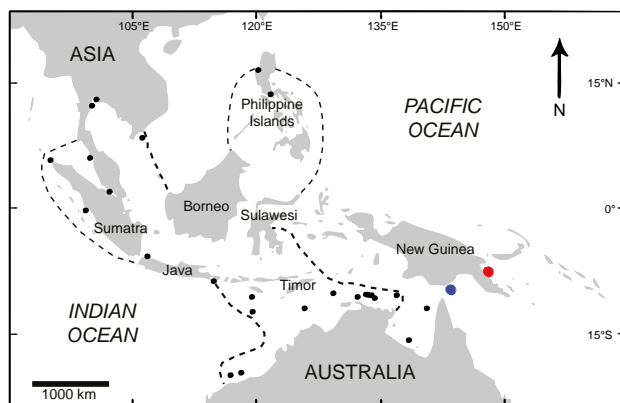 105°E
120°E
135°E
150°E
ASIA
15°N
N
Philippine
Islands
PACIFIC
OCEAN
0°
Borneo
Sulawesi
Sumatra
New Guinea
Java
Timor
INDIAN
OCEAN
15°S
AUSTRALIA
1000 km